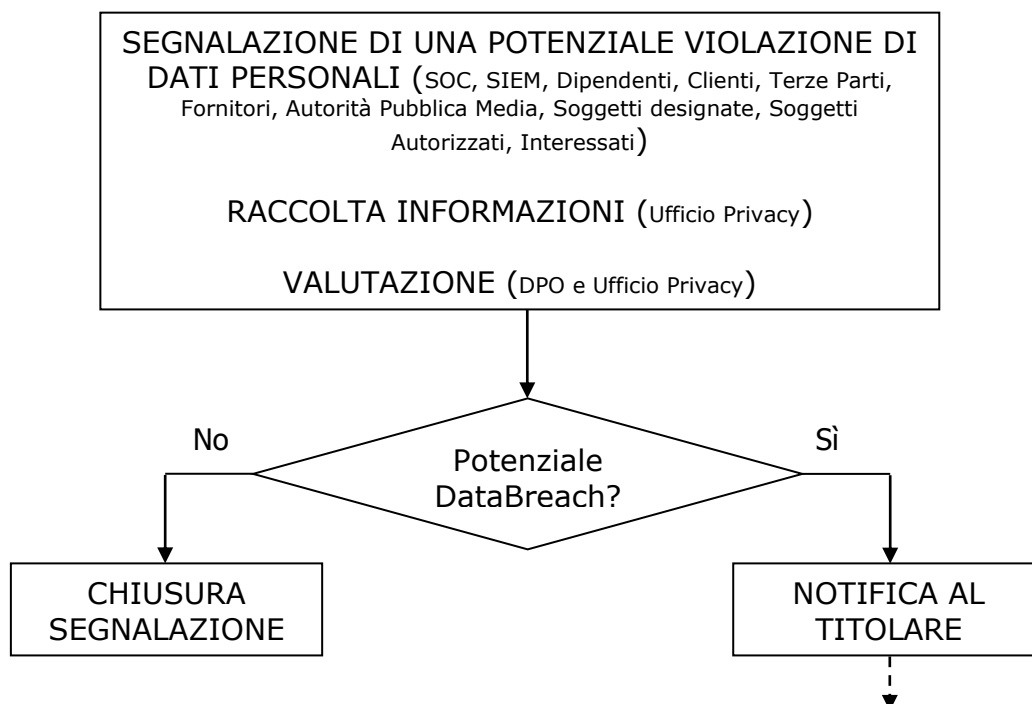 SEGNALAZIONE DI UNA POTENZIALE VIOLAZIONE DI
DATI PERSONALI (SOC, SIEM, Dipendenti, Clienti, Terze Parti,
Fornitori, Autorità Pubblica Media, Soggetti designate, Soggetti
Autorizzati, Interessati)
RACCOLTA INFORMAZIONI (Ufficio Privacy)
VALUTAZIONE (DPO e Ufficio Privacy)
No
Sì
Potenziale
DataBreach?
CHIUSURA
SEGNALAZIONE
NOTIFICA AL
TITOLARE